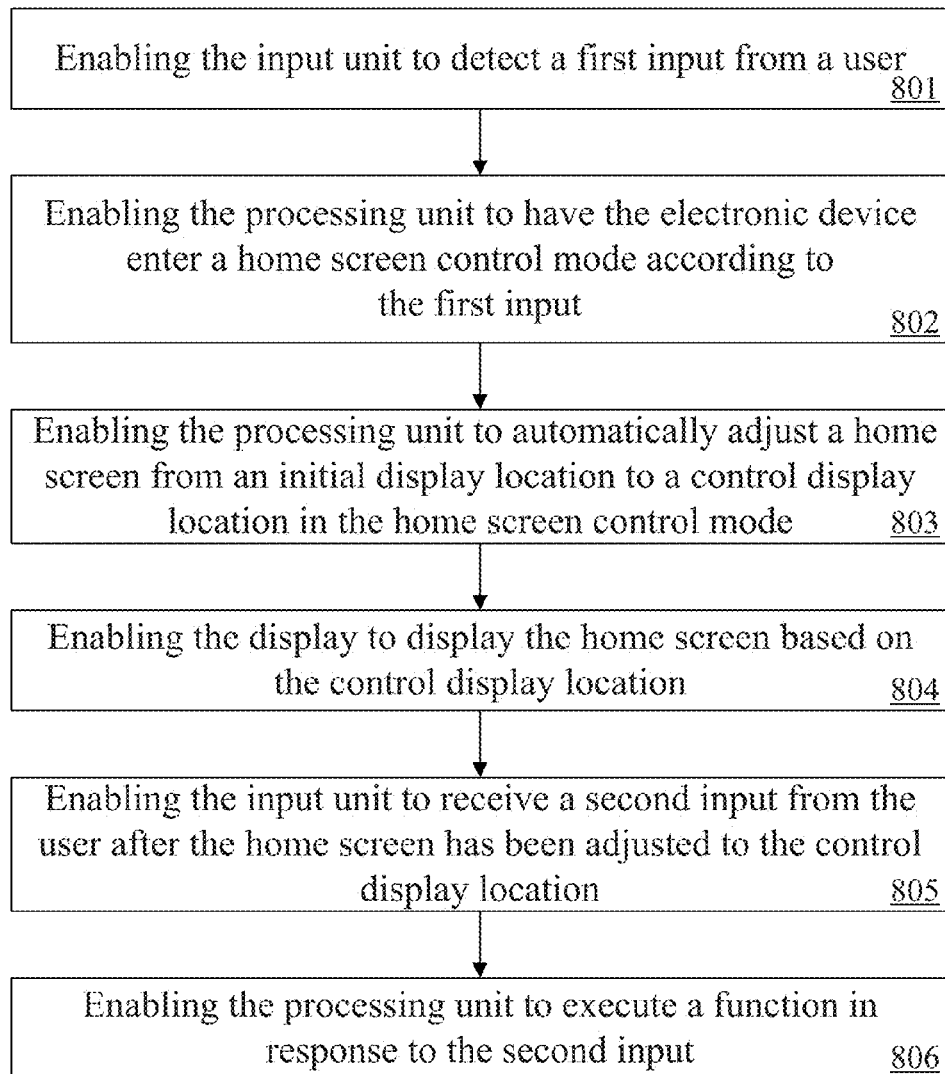 Enabling the input unit to detect a first input from a user
801
Enabling the processing unit to have the electronic device
enter a home screen control mode according to
the first input
802
Enabling the processing unit to automatically adjust a home
screen from an initial display location to a control display
location in the home screen control mode
803
Enabling the display to display the home screen based on
the control display location
804
Enabling the input unit to receive a second input from the
user after the home screen has been adjusted to the control
display location
805
Enabling the processing unit to execute a function in
response to the second input
806